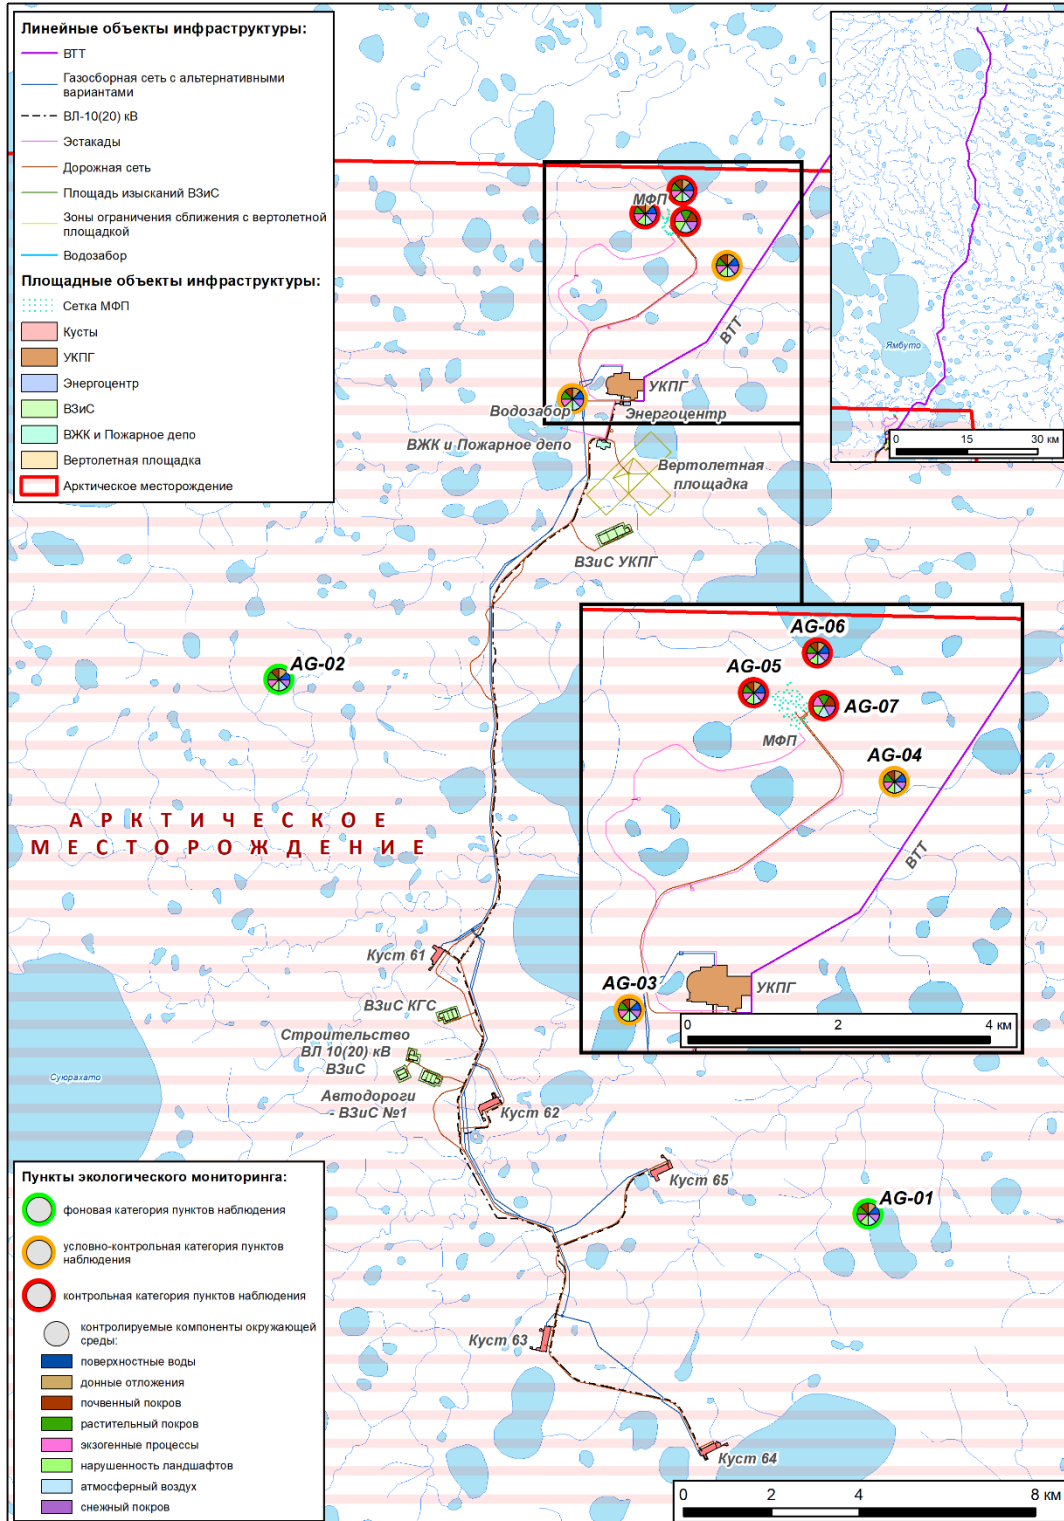 Линейные объекты инфраструктуры:
ВТТ
Газосборная сеть с альтернативными
вариантами
ВЛ-10(20) кВ
Эстакады
Дорожная сеть
Площадь изысканий ВЗиС
Зоны ограничения сближения с вертолетной
площадкой
Водозабор
Площадные объекты инфраструктуры:
Сетка МФП
Кусты
УКПГ
Энергоцентр
ВЗиС
ВЖК и Пожарное депо
Вертолетная площадка
Арктическое месторождение
МФП
ВТТ
УКПГ
Водозабор
Энергоцентр
ВЖК и Пожарное депо
Вертолетная
площадка
ВЗиС УКПГ
Ямбуто
0 15 30 км
AG-02
АРКТИЧЕСКОЕ
МЕСТОРОЖДЕНИЕ
AG-06
AG-05
AG-07
МФП
AG-04
ВТТ
AG-03
УКПГ
0 2 4 км
Куст 61
ВЗиС КГС
Строительство
ВЛ 10(20) кВ
ВЗиС
Автодороги
- ВЗиС №1
Куст 62
Суюрахато
Куст 65
AG-01
Куст 63
Куст 64
Пункты экологического мониторинга:
фоновая категория пунктов наблюдения
условно-контрольная категория пунктов
наблюдения
контрольная категория пунктов наблюдения
контролируемые компоненты окружающей
среды:
поверхностные воды
донные отложения
почвенный покров
растительный покров
экзогенные процессы
нарушенность ландшафтов
атмосферный воздух
снежный покров
0 2 4 8 км